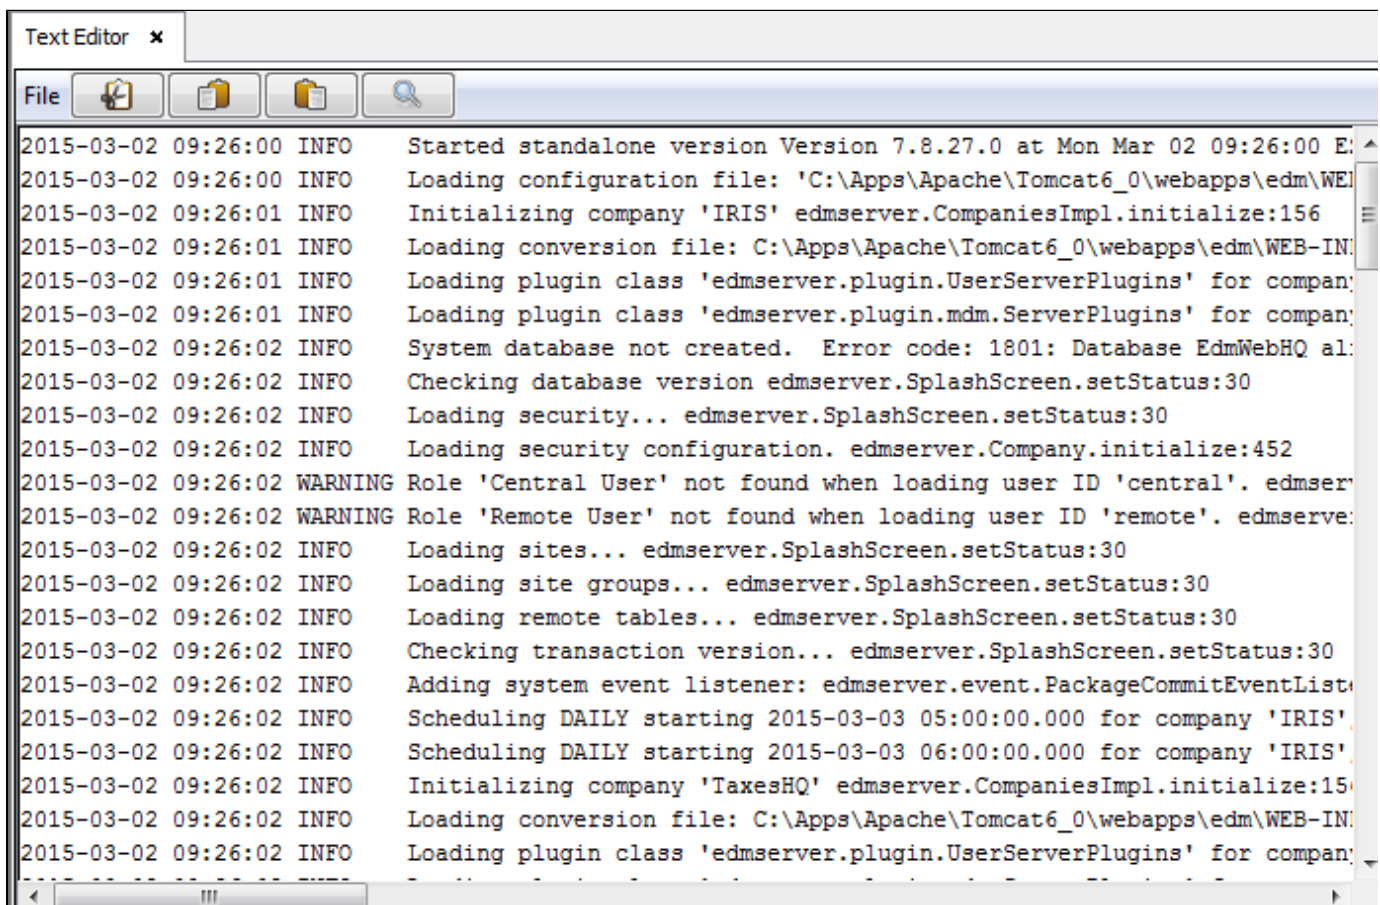 Text Editor
File
2015-03-02 09:26:00 INFO Started standalone version Version 7.8.27.0 at Mon Mar 02 09:26:00
2015-03-02 09:26:00 INFO Loading configuration file: 'C:\Apps\Apache\Tomcat6_0\webapps\edm\WE
2015-03-02 09:26:01 INFO Initializing company 'IRIS' edmserver.CompaniesImpl.initialize:156
2015-03-02 09:26:01 INFO Loading conversion file: C:\Apps\Apache\Tomcat6_0\webapps\edm\WEB-IN
2015-03-02 09:26:01 INFO Loading plugin class 'edmserver.plugin.UserServerPlugins' for company
2015-03-02 09:26:01 INFO Loading plugin class 'edmserver.plugin.mdm.ServerPlugins' for company
2015-03-02 09:26:02 INFO System database not created. Error code: 1801: Database EdmWebHQ al
2015-03-02 09:26:02 INFO Checking database version edmserver.SplashScreen.setStatus:30
2015-03-02 09:26:02 INFO Loading security... edmserver.SplashScreen.setStatus:30
2015-03-02 09:26:02 INFO Loading security configuration. edmserver.Company.initialize:452
2015-03-02 09:26:02 WARNING Role 'Central User' not found when loading user ID 'central'. edmser
2015-03-02 09:26:02 WARNING Role 'Remote User' not found when loading user ID 'remote'. edmserve
2015-03-02 09:26:02 INFO Loading sites... edmserver.SplashScreen.setStatus:30
2015-03-02 09:26:02 INFO Loading site groups... edmserver.SplashScreen.setStatus:30
2015-03-02 09:26:02 INFO Loading remote tables... edmserver.SplashScreen.setStatus:30
2015-03-02 09:26:02 INFO Checking transaction version... edmserver.SplashScreen.setStatus:30
2015-03-02 09:26:02 INFO Adding system event listener: edmserver.event.PackageCommitEventListe
2015-03-02 09:26:02 INFO Scheduling DAILY starting 2015-03-03 05:00:00.000 for company 'IRIS'
2015-03-02 09:26:02 INFO Scheduling DAILY starting 2015-03-03 06:00:00.000 for company 'IRIS'
2015-03-02 09:26:02 INFO Initializing company 'TaxesHQ' edmserver.CompaniesImpl.initialize:15
2015-03-02 09:26:02 INFO Loading conversion file: C:\Apps\Apache\Tomcat6_0\webapps\edm\WEB-IN
2015-03-02 09:26:02 INFO Loading plugin class 'edmserver.plugin.UserServerPlugins' for company